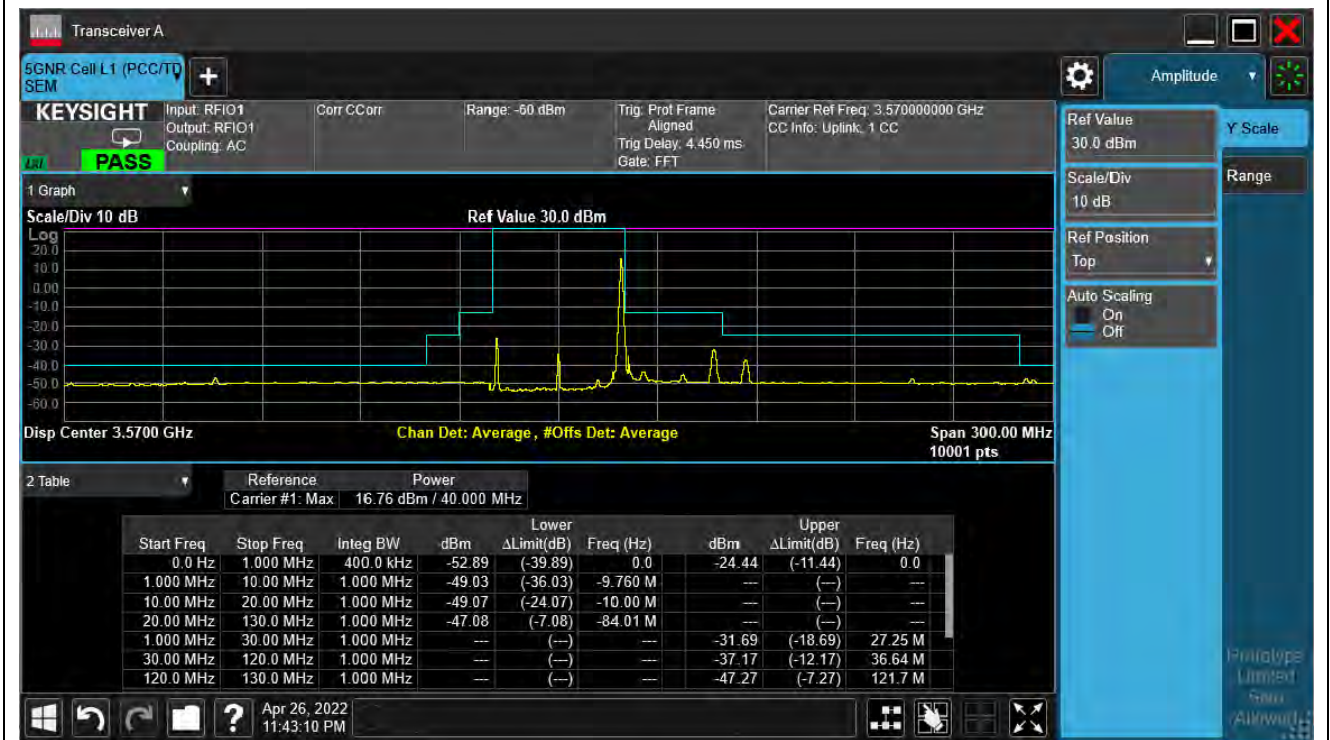 Transceiver A
5GNR Cell L1 (PCC/TD
SEM
+
Amplitude
KEYSIGHT
Input: RFIO1
Output: RFIO1
Coupling: AC
Corr CCorr
Range: -60 dBm
Trig: Prot Frame
Aligned
Trig Delay: 4.450 ms
Gate: FFT
Carrier Ref Freq: 3.570000000 GHz
CC Info: Uplink, 1 CC
LXI
PASS
1 Graph
Scale/Div 10 dB
Ref Value 30.0 dBm
Log
20.0
10.0
0.00
-10.0
-20.0
-30.0
-40.0
-50.0
-60.0
Disp Center 3.5700 GHz
Chan Det: Average , #Offs Det: Average
Span 300.00 MHz
10001 pts
Ref Value
30.0 dBm
Scale/Div
10 dB
Ref Position
Top
Auto Scaling
On
Off
Y Scale
Range
2 Table
Reference Power
Carrier #1: Max 16.76 dBm / 40.000 MHz
Lower Upper
Start Freq Stop Freq Integ BW dBm ΔLimit(dB) Freq (Hz) dBm ΔLimit(dB) Freq (Hz)
0.0 Hz 1.000 MHz 400.0 kHz -52.89 (-39.89) 0.0 -24.44 (-11.44) 0.0
1.000 MHz 10.00 MHz 1.000 MHz -49.03 (-36.03) -9.760 M --- (---) ---
10.00 MHz 20.00 MHz 1.000 MHz -49.07 (-24.07) -10.00 M --- (---) ---
20.00 MHz 130.0 MHz 1.000 MHz -47.08 (-7.08) -84.01 M --- (---) ---
1.000 MHz 30.00 MHz 1.000 MHz --- (---) --- -31.69 (-18.69) 27.25 M
30.00 MHz 120.0 MHz 1.000 MHz --- (---) --- -37.17 (-12.17) 36.64 M
120.0 MHz 130.0 MHz 1.000 MHz --- (---) --- -47.27 (-7.27) 121.7 M
Prototype
Limited
?
Apr 26, 2022
11:43:10 PM